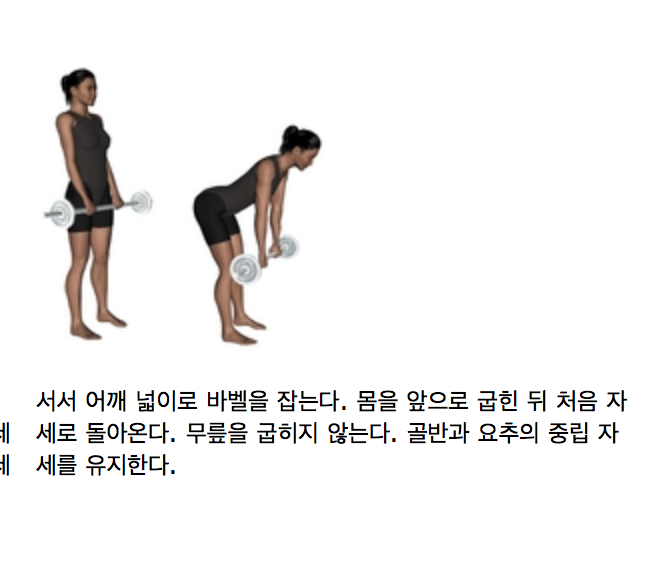 서서 어깨 넓이로 바벨을 잡는다. 몸을 앞으로 굽힌 뒤 처음 자
세로 돌아온다. 무릎을 굽히지 않는다. 골반과 요추의 중립 자
세를 유지한다.